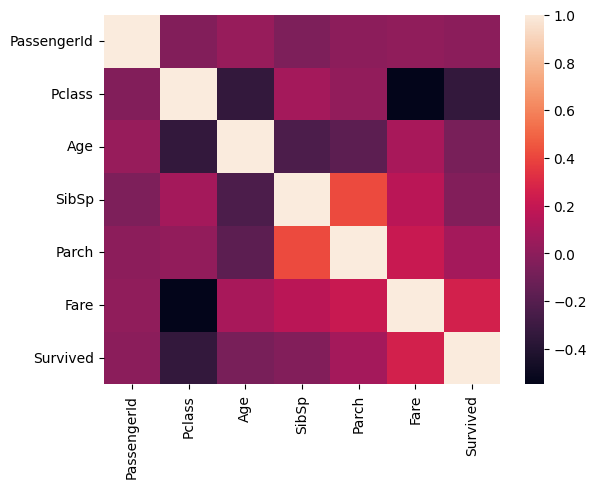 PassengerId
Pclass
Age
SibSp
Parch
Fare
Survived
PassengerId
Pclass
Age
SibSp
Parch
Fare
Survived
1.0
0.8
0.6
0.4
0.2
0.0
−0.2
−0.4